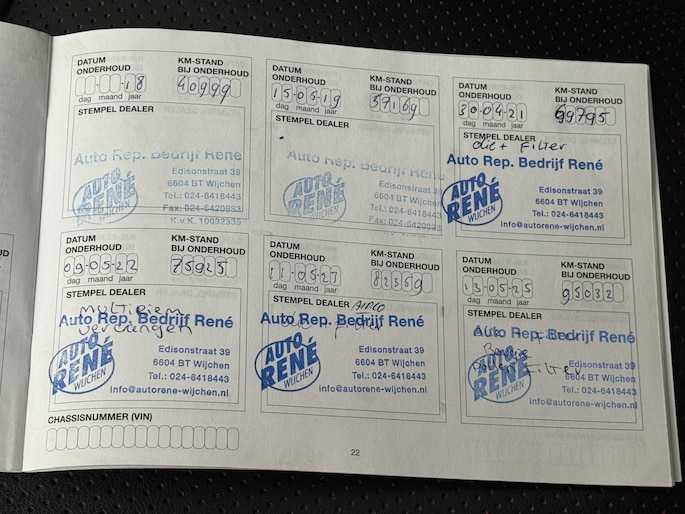 DATUM
ONDERHOUD
18
dag maand jaar
KM-STAND
BIJ ONDERHOUD
40999
STEMPEL DEALER
Auto Rep. Bedrijf René
Edisonstraat 39
6604 BT Wijchen
Tel.: 024-6418443
Fax: 024-6420933
K.v.K. 10032335
AUTO
RENÉ
WIJCHEN
DATUM
ONDERHOUD
15-05-19
dag maand jaar
KM-STAND
BIJ ONDERHOUD
57169
STEMPEL DEALER
Auto Rep. Bedrijf René
Edisonstraat 39
6604 BT Wijchen
Tel.: 024-6418443
Fax: 024-6420933
K.v.K. 10032335
AUTO
RENÉ
WIJCHEN
DATUM
ONDERHOUD
30-04-21
dag maand jaar
KM-STAND
BIJ ONDERHOUD
69795
STEMPEL DEALER
olie + Filter
Auto Rep. Bedrijf René
Edisonstraat 39
6604 BT Wijchen
Tel.: 024-6418443
info@autorene-wijchen.nl
AUTO
RENÉ
WIJCHEN
DATUM
ONDERHOUD
09-05-22
dag maand jaar
KM-STAND
BIJ ONDERHOUD
75925
STEMPEL DEALER
multiriem
Auto Rep. Bedrijf René
vervangen
Edisonstraat 39
6604 BT Wijchen
Tel.: 024-6418443
info@autorene-wijchen.nl
AUTO
RENÉ
WIJCHEN
DATUM
ONDERHOUD
dag maand jaar
KM-STAND
BIJ ONDERHOUD
82359
STEMPEL DEALER
AIRCO
Auto Rep. Bedrijf René
Edisonstraat 39
6604 BT Wijchen
Tel.: 024-6418443
info@autorene-wijchen.nl
AUTO
RENÉ
WIJCHEN
DATUM
ONDERHOUD
13-05-25
dag maand jaar
KM-STAND
BIJ ONDERHOUD
95032
STEMPEL DEALER
Auto Rep. Bedrijf René
Bougie
Filter
Edisonstraat 39
6604 BT Wijchen
Tel.: 024-6418443
info@autorene-wijchen.nl
AUTO
RENÉ
WIJCHEN
CHASSISNUMMER (VIN)
22